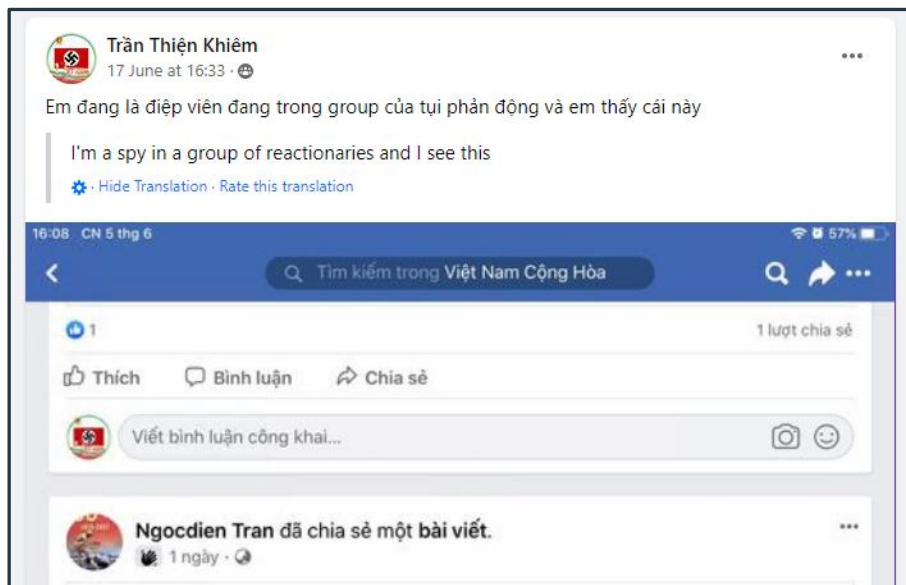 Trần Thiện Khiêm
17 June at 16:33 ·
Em đang là điệp viên đang trong group của tụi phản động và em thấy cái này
I'm a spy in a group of reactionaries and I see this
· Hide Translation · Rate this translation
16:08 CN 5 thg 6 57%
Tìm kiếm trong Việt Nam Cộng Hòa
1 1 lượt chia sẻ
Thích Bình luận Chia sẻ
Viết bình luận công khai...
Ngocdien Tran đã chia sẻ một bài viết.
1 ngày ·